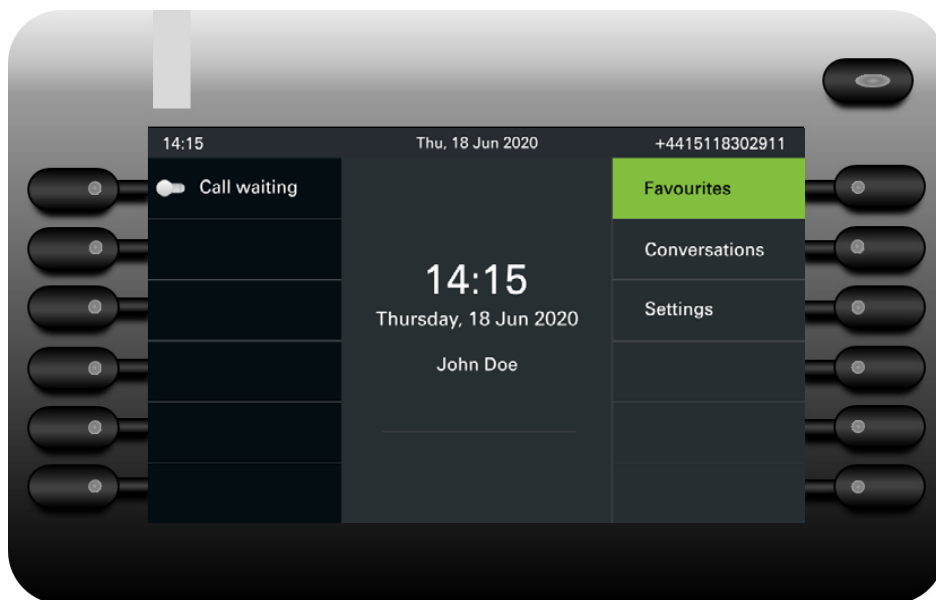 14:15 Thu, 18 Jun 2020 +4415118302911
Call waiting
Favourites
Conversations
Settings
14:15
Thursday, 18 Jun 2020
John Doe